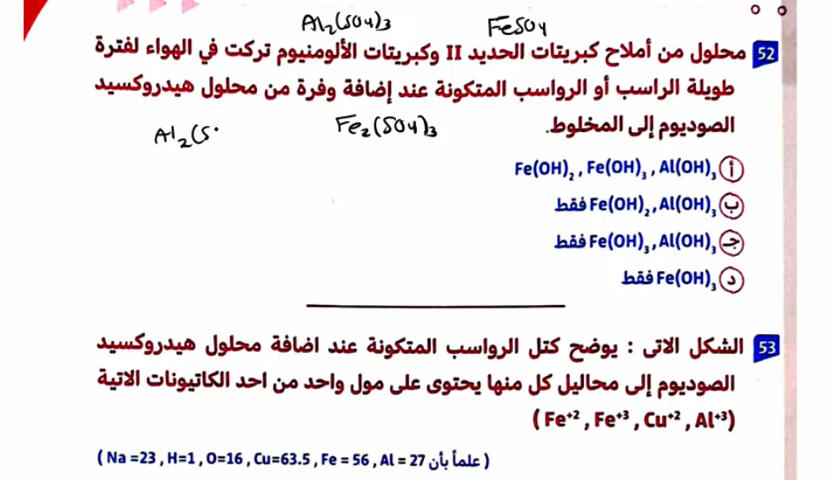 Al₂(SO4)3 FeSO4
52 محلول من أملاح كبريتات الحديد II وكبريتات الألومنيوم تركت في الهواء لفترة
طويلة الراسب أو الرواسب المتكونة عند إضافة وفرة من محلول هيدروكسيد
الصوديوم إلى المخلوط.
Al₂(S Fe₂(SO4)3
أ Fe(OH)₂ , Fe(OH)₃ , Al(OH)₃
ب Fe(OH)₂ , Al(OH)₃ فقط
جـ Fe(OH)₃ , Al(OH)₃ فقط
د Fe(OH)₃ فقط
53 الشكل الاتى : يوضح كتل الرواسب المتكونة عند اضافة محلول هيدروكسيد
الصوديوم إلى محاليل كل منها يحتوى على مول واحد من احد الكاتيونات الاتية
(Fe⁺² , Fe⁺³ , Cu⁺² , Al⁺³)
( علماً بأن Na =23 , H=1 , O=16 , Cu=63.5 , Fe = 56 , Al = 27 )